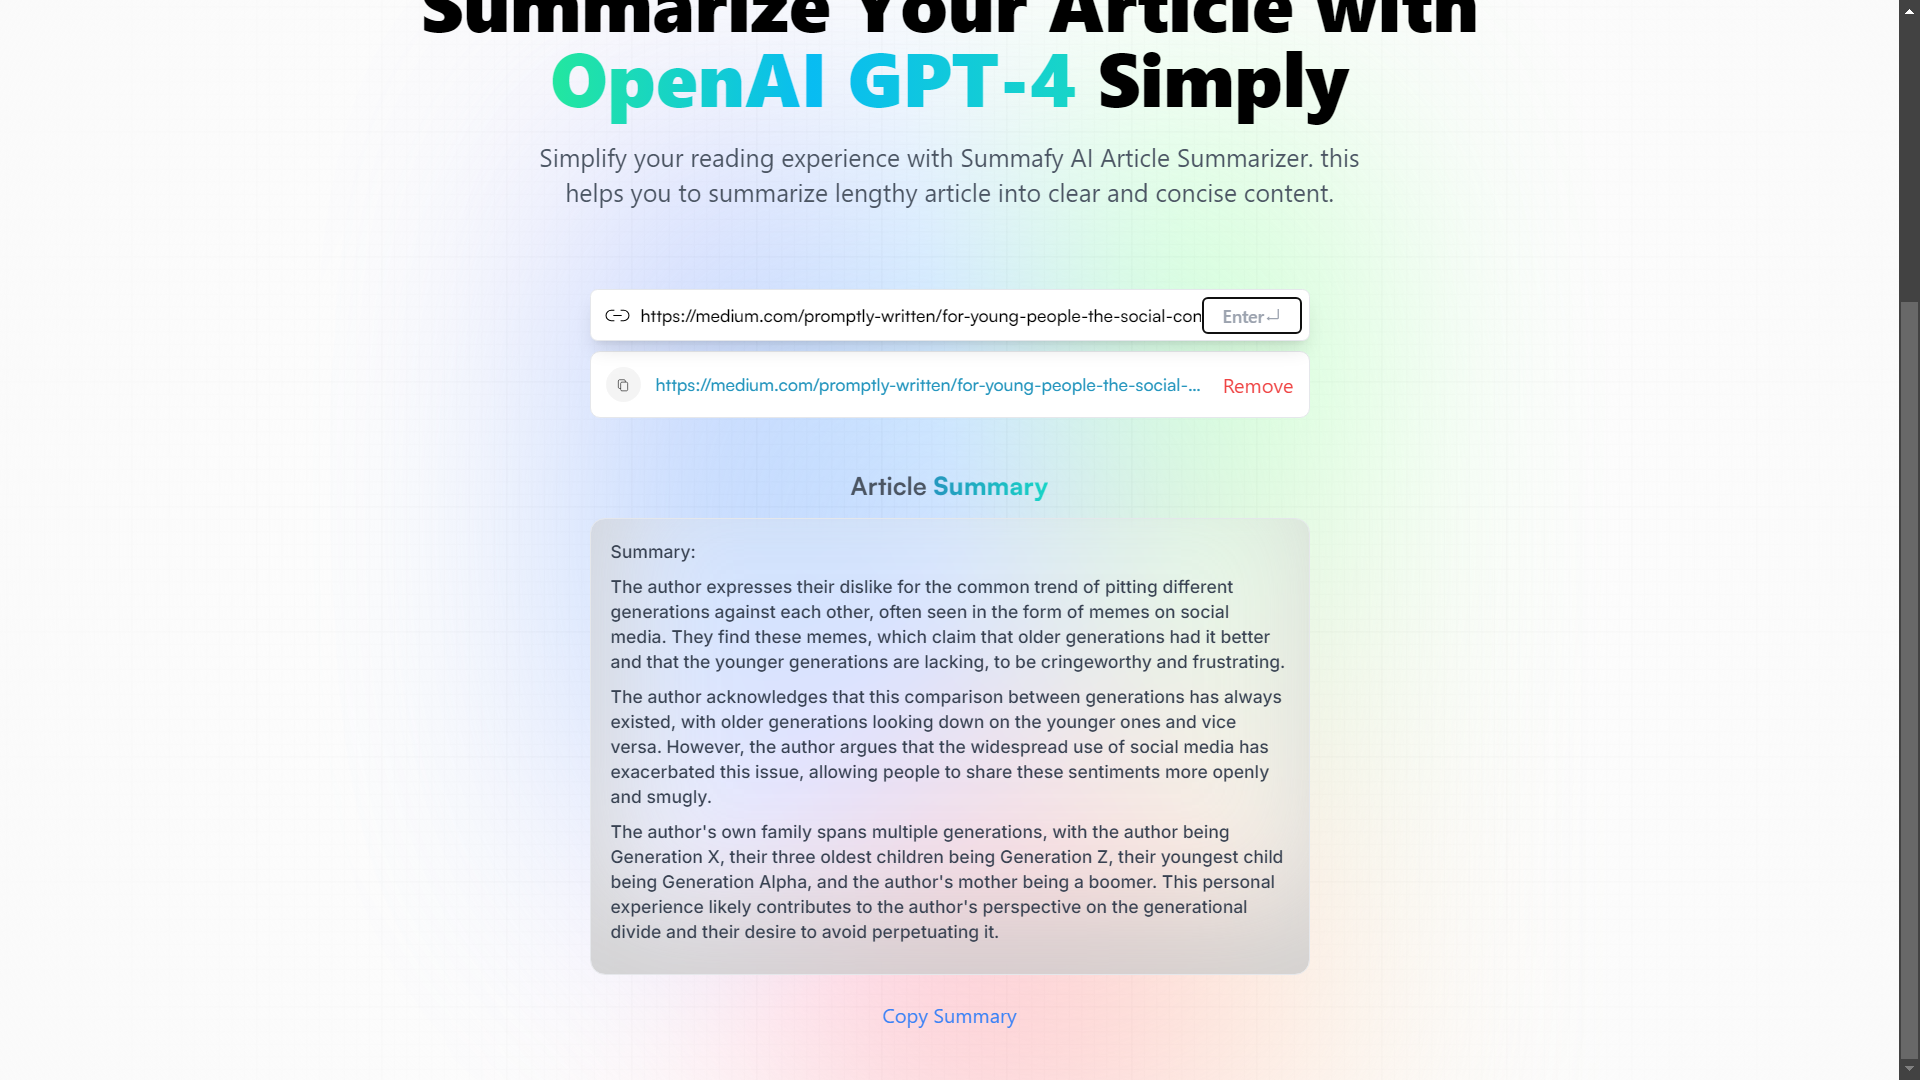 Summarize Your Article with
OpenAI GPT-4 Simply
Simplify your reading experience with Summafy AI Article Summarizer. this
helps you to summarize lengthy article into clear and concise content.
https://medium.com/promptly-written/for-young-people-the-social-con
Enter
https://medium.com/promptly-written/for-young-people-the-social-...
Remove
Article Summary
Summary:
The author expresses their dislike for the common trend of pitting different
generations against each other, often seen in the form of memes on social
media. They find these memes, which claim that older generations had it better
and that the younger generations are lacking, to be cringeworthy and frustrating.
The author acknowledges that this comparison between generations has always
existed, with older generations looking down on the younger ones and vice
versa. However, the author argues that the widespread use of social media has
exacerbated this issue, allowing people to share these sentiments more openly
and smugly.
The author's own family spans multiple generations, with the author being
Generation X, their three oldest children being Generation Z, their youngest child
being Generation Alpha, and the author's mother being a boomer. This personal
experience likely contributes to the author's perspective on the generational
divide and their desire to avoid perpetuating it.
Copy Summary